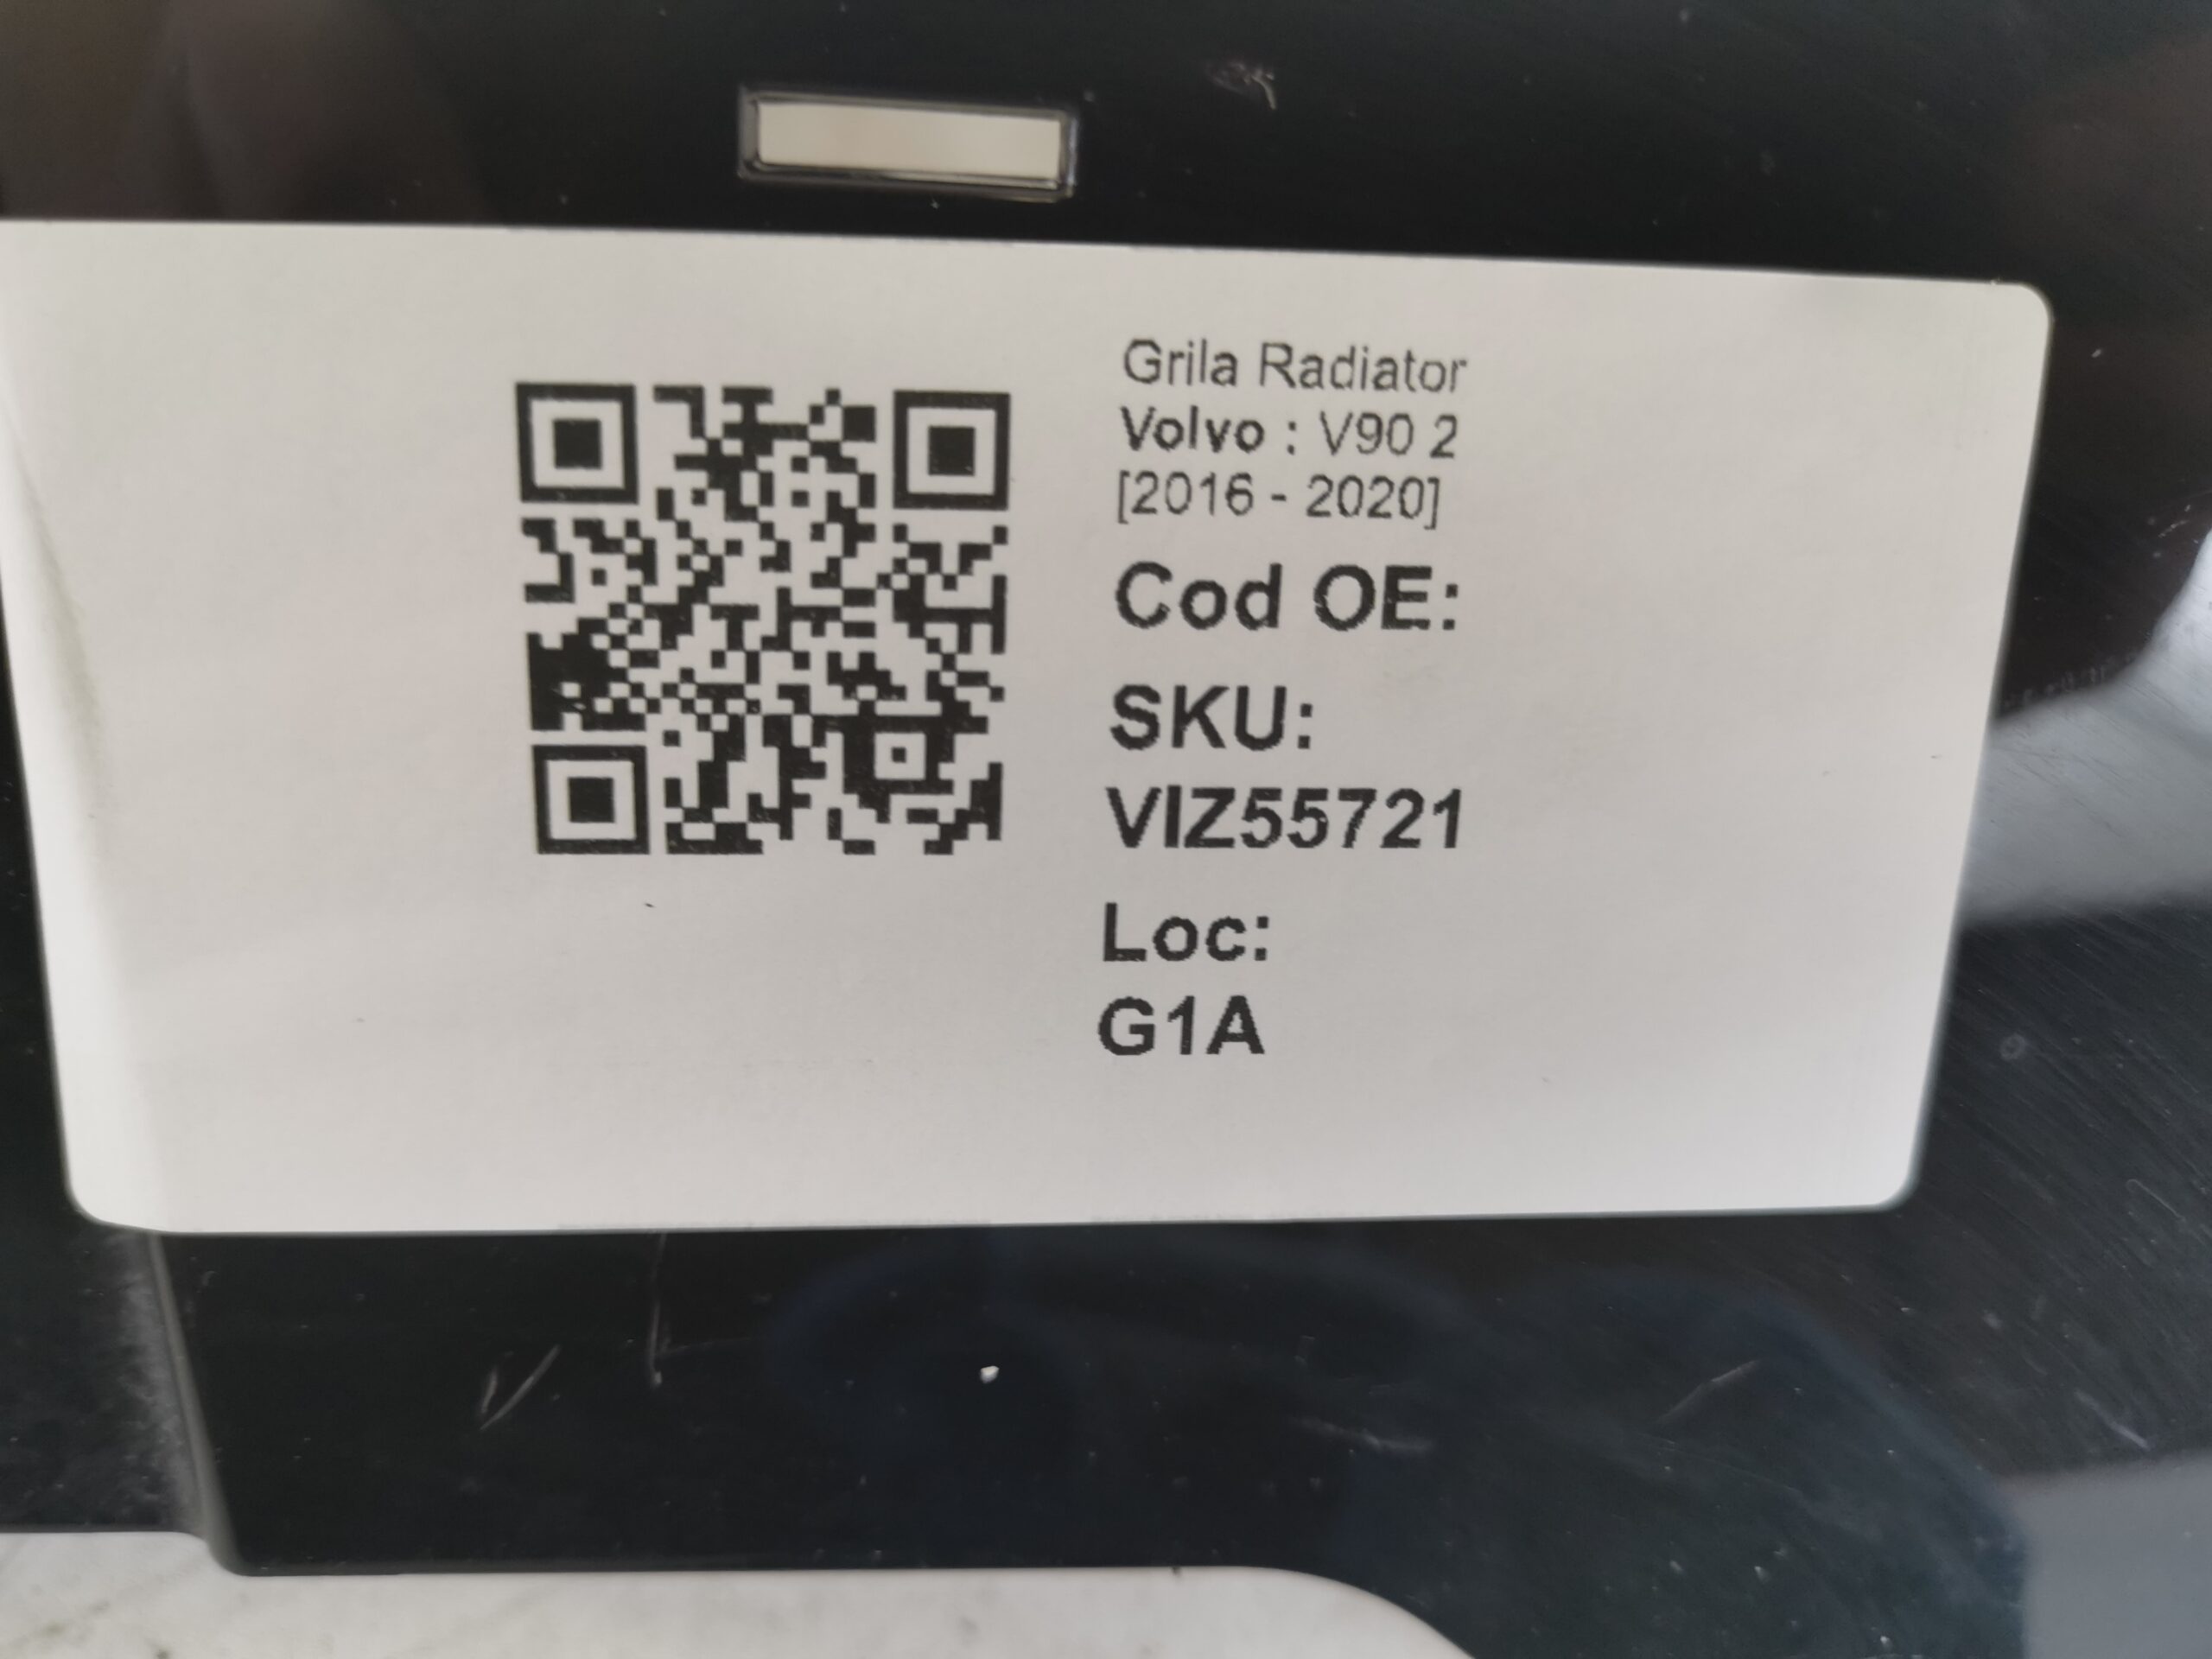 Grila Radiator
Volvo : V90 2
[2016 - 2020]
Cod OE:
SKU:
VIZ55721
Loc:
G1A